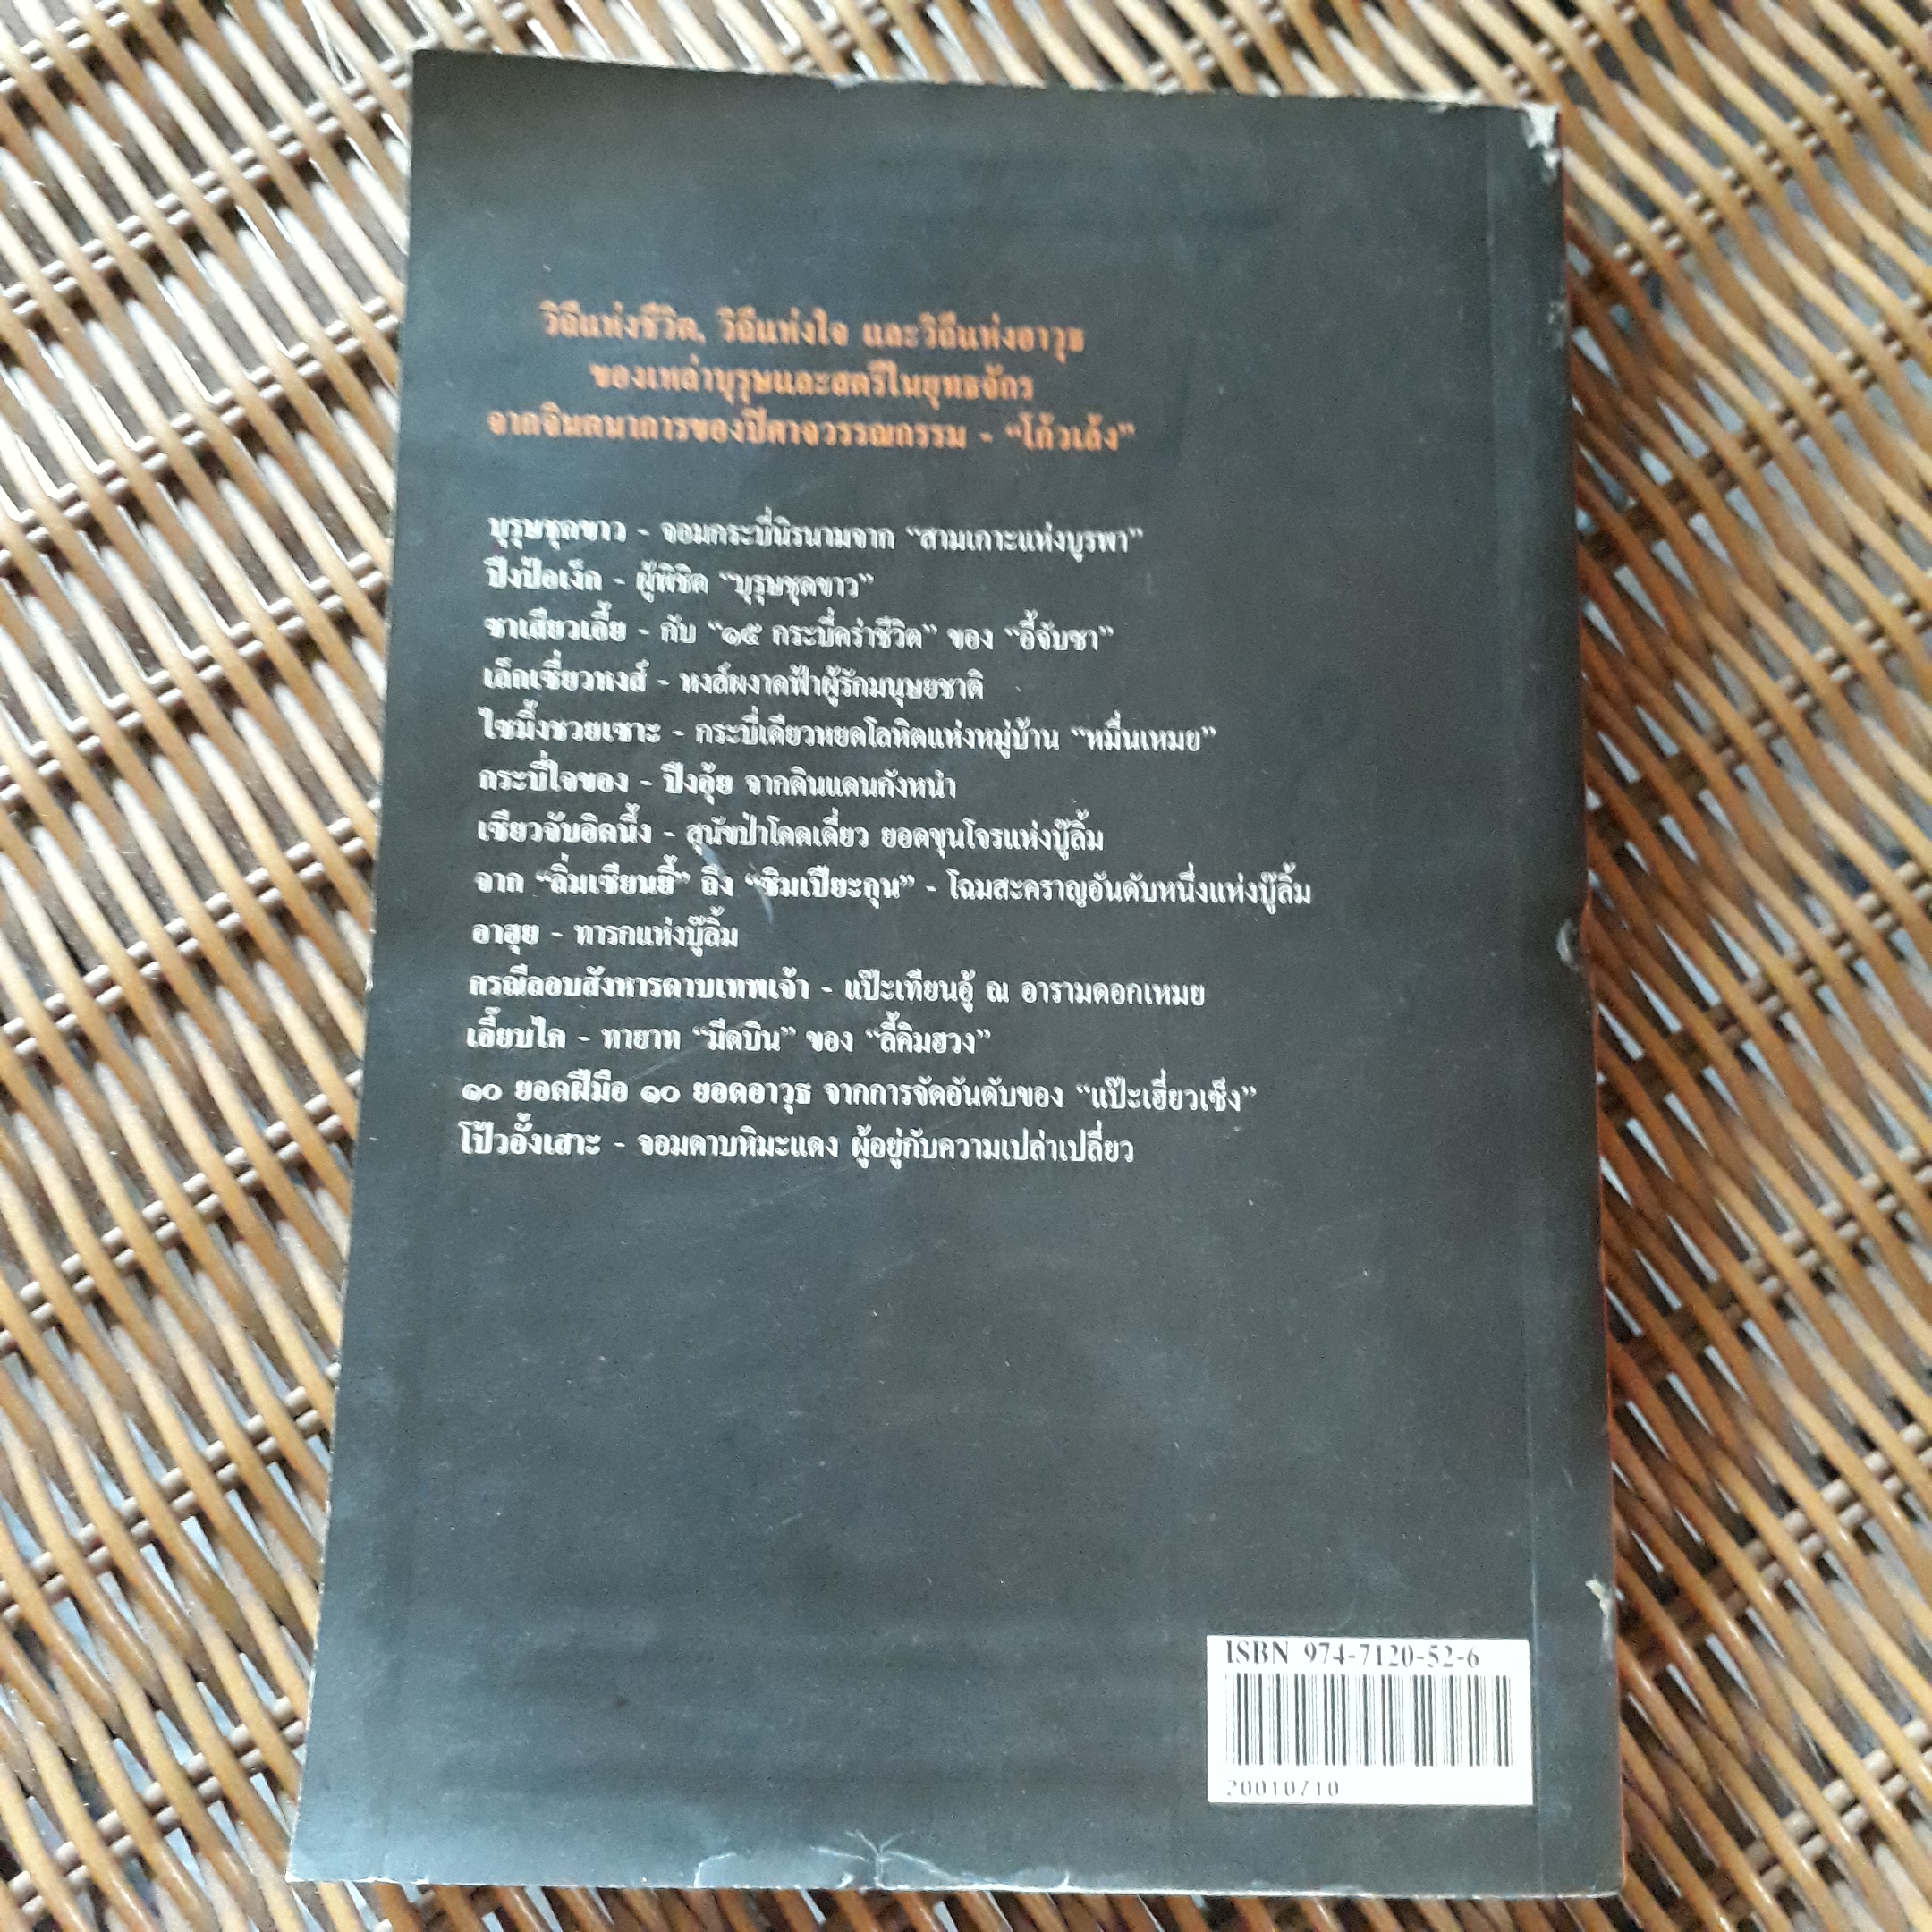 วิถีแห่งชีวิต, วิถีแห่งใจ และวิถีแห่งอาวุธ
ของเหล่าบุรุษและสตรีในยุทธจักร
จากจินตนาการของปีศาจวรรณกรรม - “โก้วเล้ง”
บุรุษชุดขาว - จอมกระบี่นิรนามจาก “สามเกาะแห่งบูรพา”
ปึงป้อเง็ก - ผู้พิชิต “บุรุษชุดขาว”
ชาเสียวเอี้ย - กับ “๑๕ กระบี่คร่าชีวิต” ของ “อี้จับซา”
เล็กเซี่ยวหงส์ - หงส์ผงาดฟ้าผู้รักมนุษยชาติ
ไซมึ้งชวยเซาะ - กระบี่เดียวหยดโลหิตแห่งหมู่บ้าน “หมื่นเหมย”
กระบี่ใจของ - ปึงอุ้ย จากดินแดนกังหนำ
เซียวจับอิดนึ้ง - สุนัขป่าโดดเดี่ยว ยอดขุนโจรแห่งบู๊ลิ้ม
จาก “ลิ่มเซียนยี้” ถึง “ซิมเปียะกุน” - โฉมสะคราญอันดับหนึ่งแห่งบู๊ลิ้ม
อาฮุย - ทารกแห่งบู๊ลิ้ม
กรณีลอบสังหารดาบเทพเจ้า - แป๊ะเทียนอู้ ณ อารามดอกเหมย
เอี๊ยบไค - ทายาท “มีดบิน” ของ “ลี้คิมฮวง”
๑๐ ยอดฝีมือ ๑๐ ยอดอาวุธ จากการจัดอันดับของ “แป๊ะเฮี่ยวเซ็ง”
โป้วอั้งเสาะ - จอมดาบหิมะแดง ผู้อยู่กับความเปล่าเปลี่ยว
ISBN 974-7120-52-6
20010710